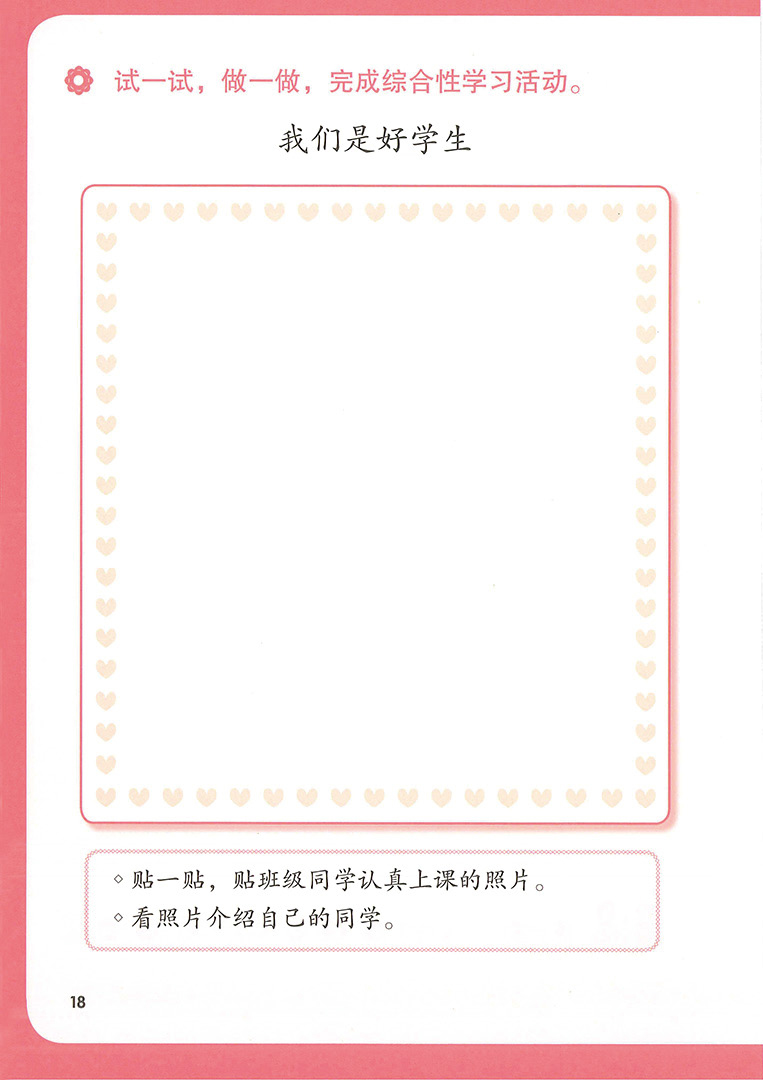 试一试，做一做，完成综合性学习活动。
我们是好学生
◇ 贴一贴，贴班级同学认真上课的照片。
◇ 看照片介绍自己的同学。
18